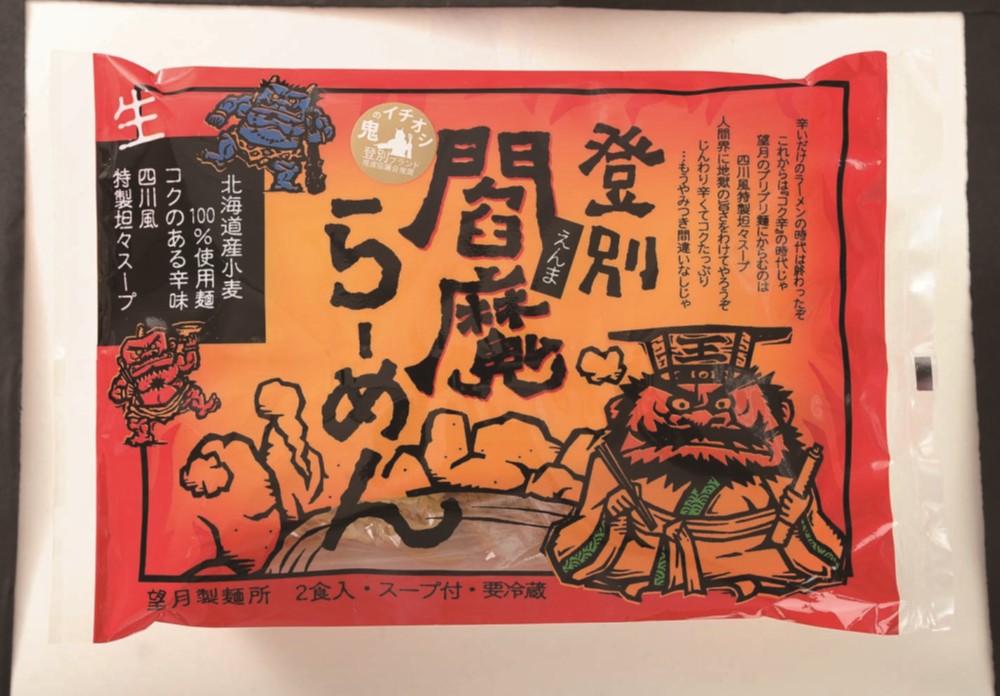 辛いだけのラーメンの時代は終わったぞ
これからは『コク辛』の時代じゃ
望月のプリプリ麺にからむのは
四川風特製坦々スープ
人間界に地獄の旨さをわけてやろうぞ
じんわり辛くてコクたっぷり
…もうやみつき間違いなしじゃ
登別
えんま
閻魔
らーめん
鬼のイチオシ
登別ブランド
生
北海道産小麦
100%使用麺
コクのある辛味
四川風
特製坦々スープ
王
望月製麺所 2食入・スープ付・要冷蔵